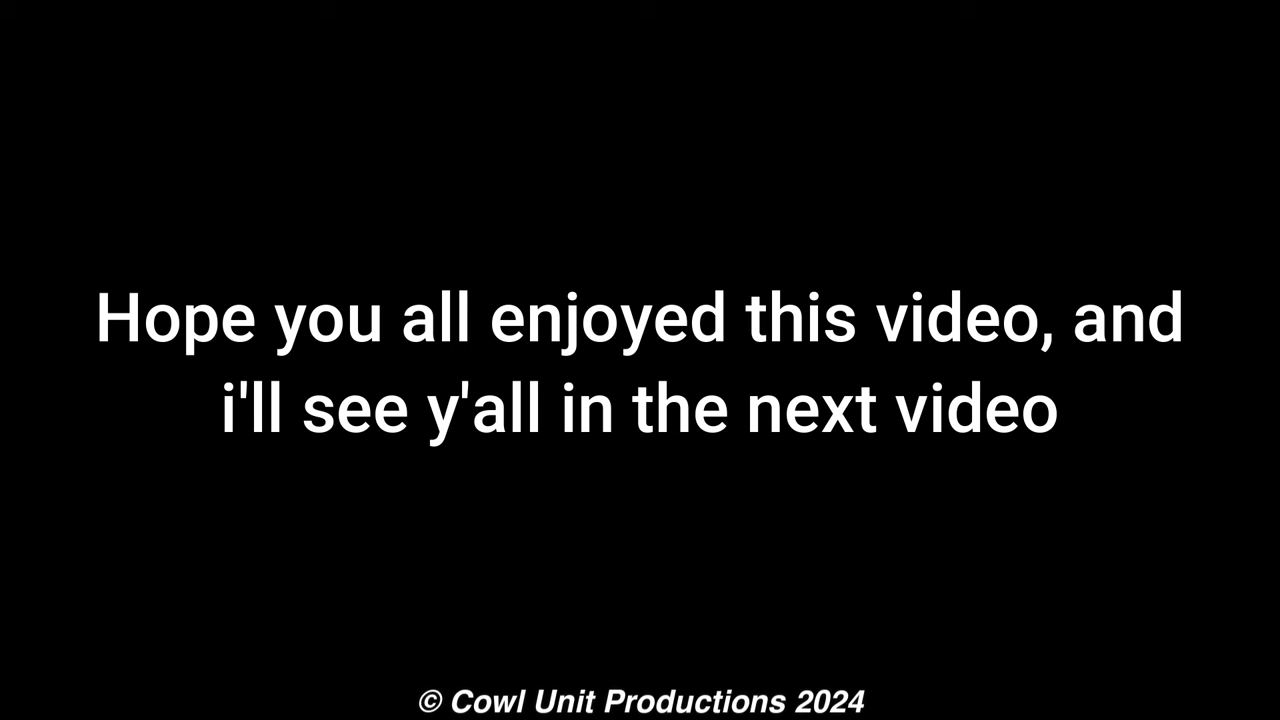 Hope you all enjoyed this video, and
i'll see y'all in the next video
© Cowl Unit Productions 2024